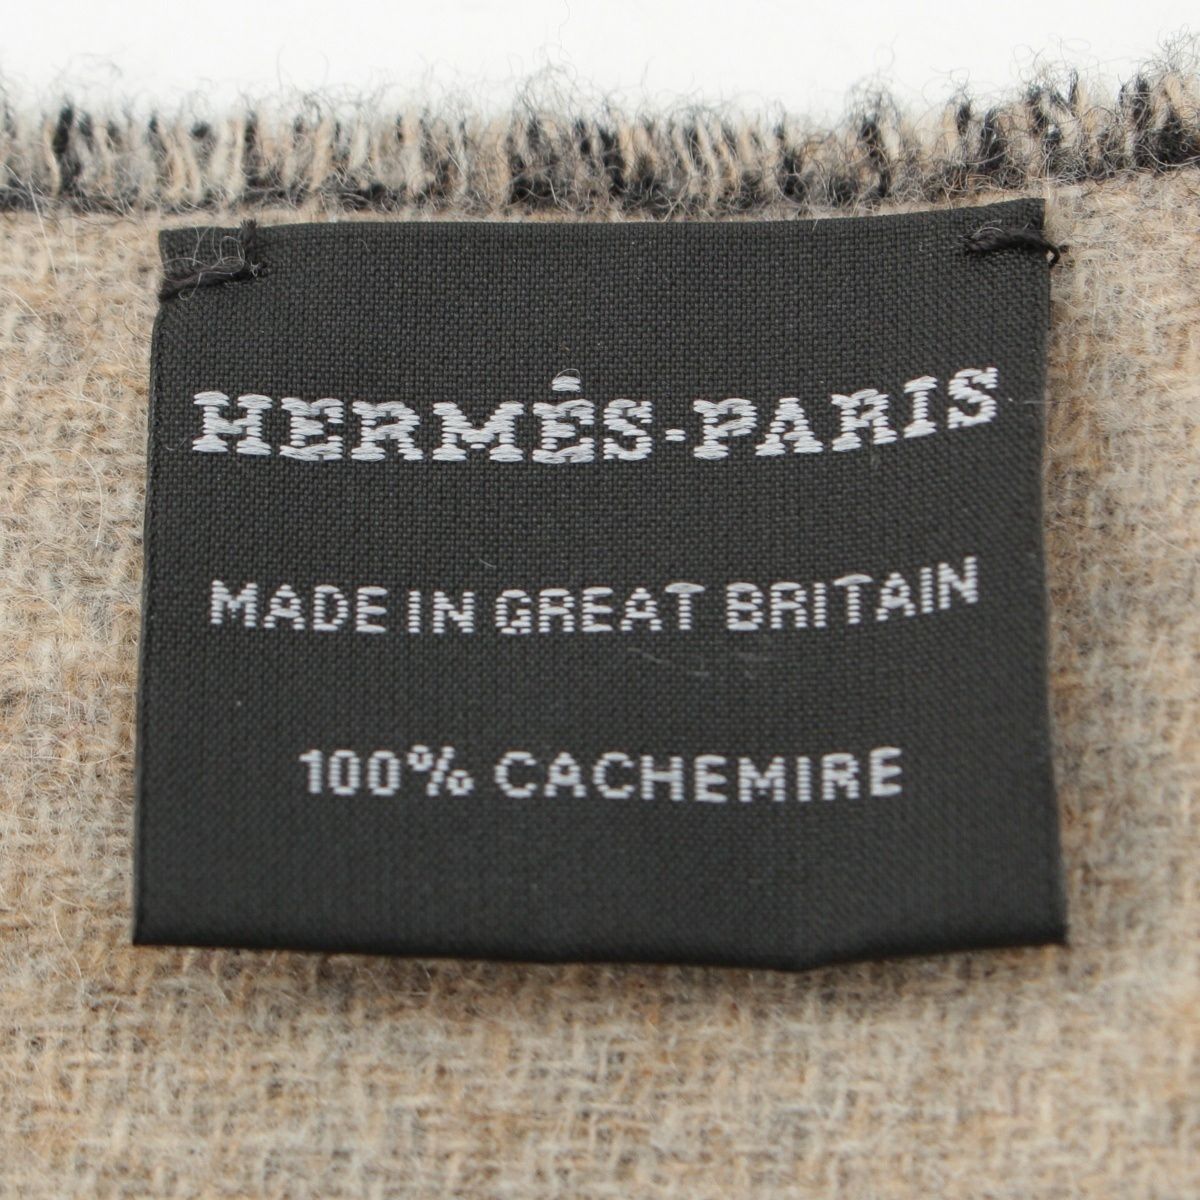 HERMÈS-PARIS
MADE IN GREAT BRITAIN
100% CACHEMIRE